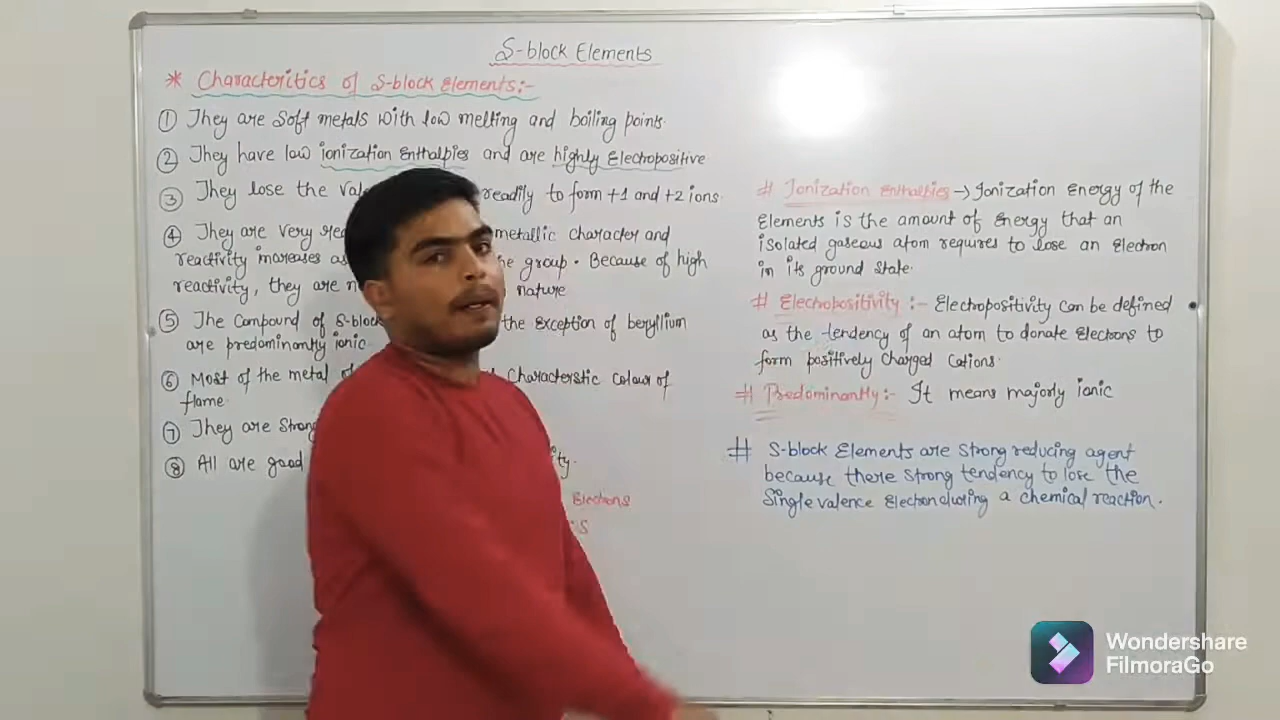 S-block Elements
* Characteritics of S-block Elements:-
① They are Soft metals with low melting and boiling points.
② They have low ionization Enthalpies and are highly Electropositive
③ They lose the readily to form +1 and +2 ions.
④ They are very metallic character and
reactivity increases group. Because of high
reactivity, they are nature
⑤ The Compound of S-block the Exception of beryllium
are predominantly ionic.
⑥ Most of the metal Characterstic colour of
flame.
⑦ They are
⑧ All are good
Electrons
: S
# Ionization Enthalpies → Ionization Energy of the
Elements is the amount of Energy that an
isolated gaseous atom requires to lose an Electron
in its ground State.
# Electropositivity :- Electropositivity can be defined
as the tendency of an atom to donate Electrons to
form positively Charged Cations.
# Predominantly:- It means majorly ionic
# S-block Elements are Strong reducing agent
because there Strong tendency to lose the
Single valence Electron during a chemical reaction.
Wondershare
FilmoraGo